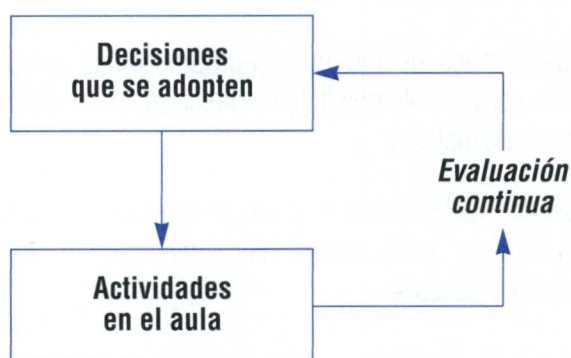 Decisiones
que se adopten
Evaluación
continua
Actividades
en el aula